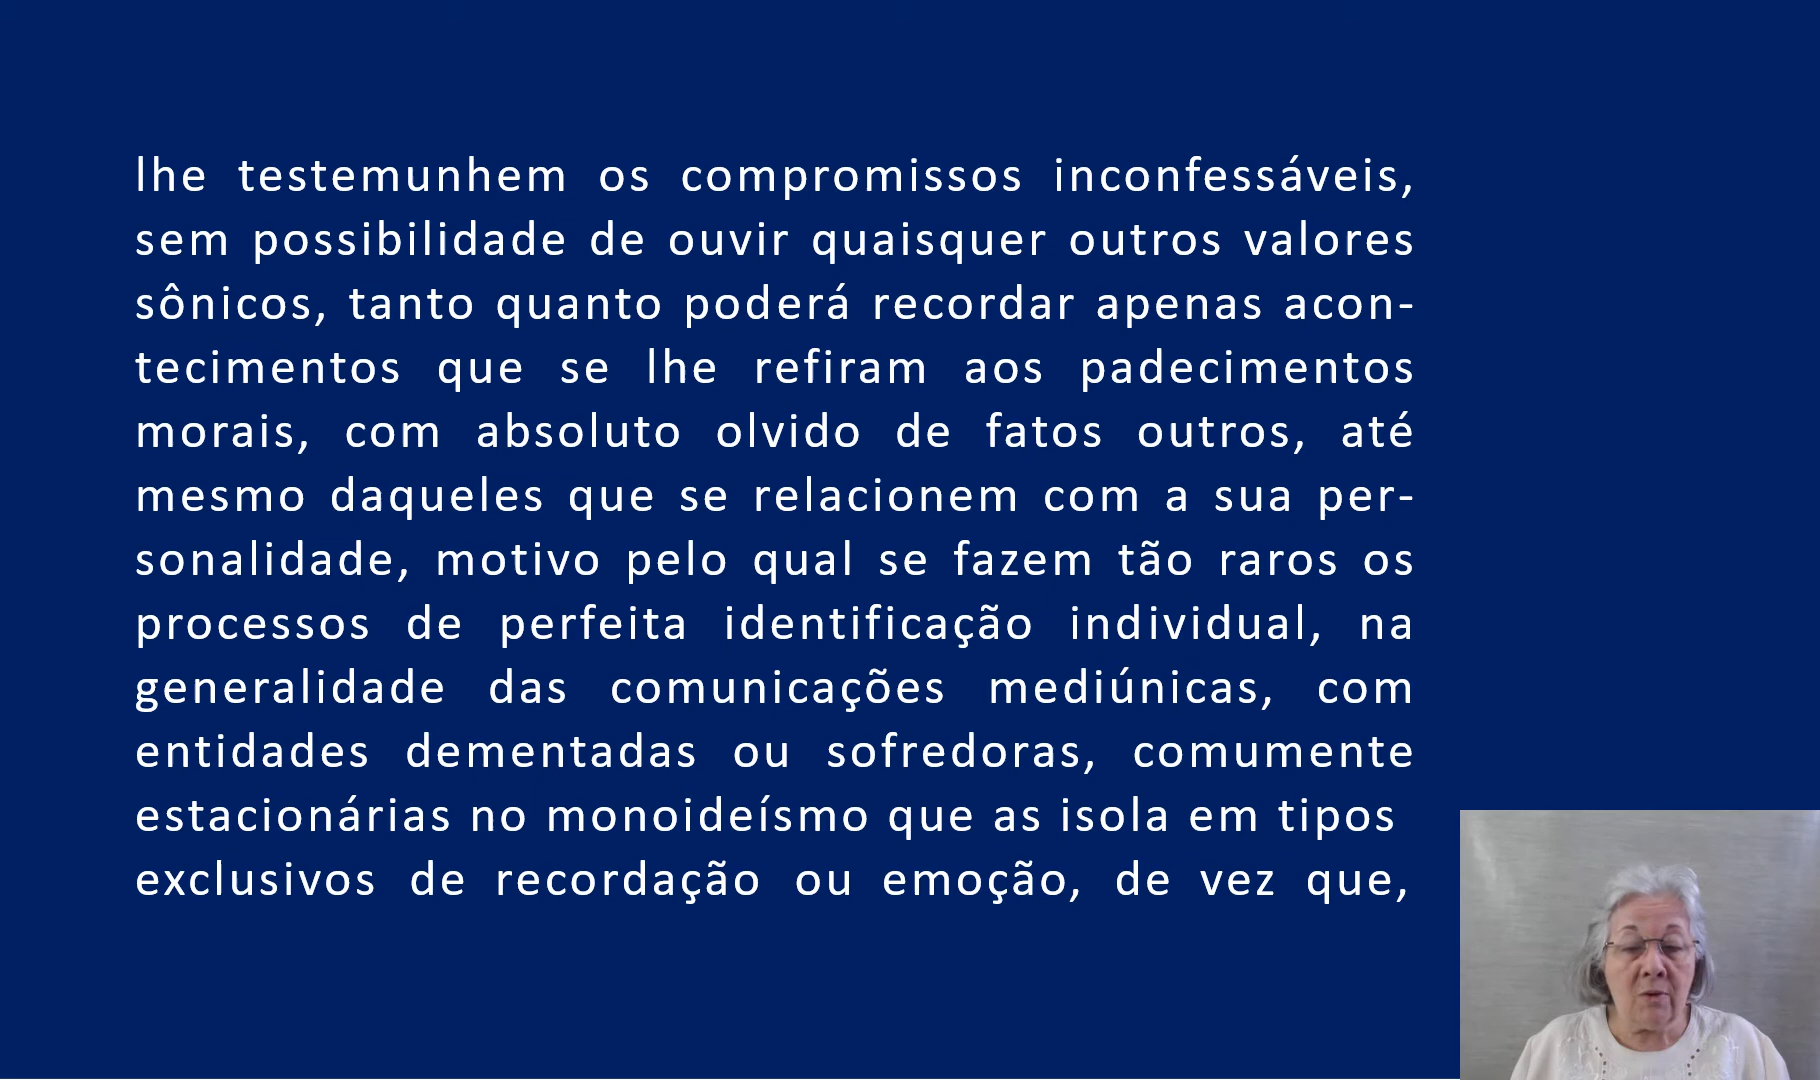 lhe testemunhem os compromissos inconfessáveis,
sem possibilidade de ouvir quaisquer outros valores
sônicos, tanto quanto poderá recordar apenas acon-
tecimentos que se lhe refiram aos padecimentos
morais, com absoluto olvido de fatos outros, até
mesmo daqueles que se relacionem com a sua per-
sonalidade, motivo pelo qual se fazem tão raros os
processos de perfeita identificação individual, na
generalidade das comunicações mediúnicas, com
entidades dementadas ou sofredoras, comumente
estacionárias no monoideísmo que as isola em tipos
exclusivos de recordação ou emoção, de vez que,